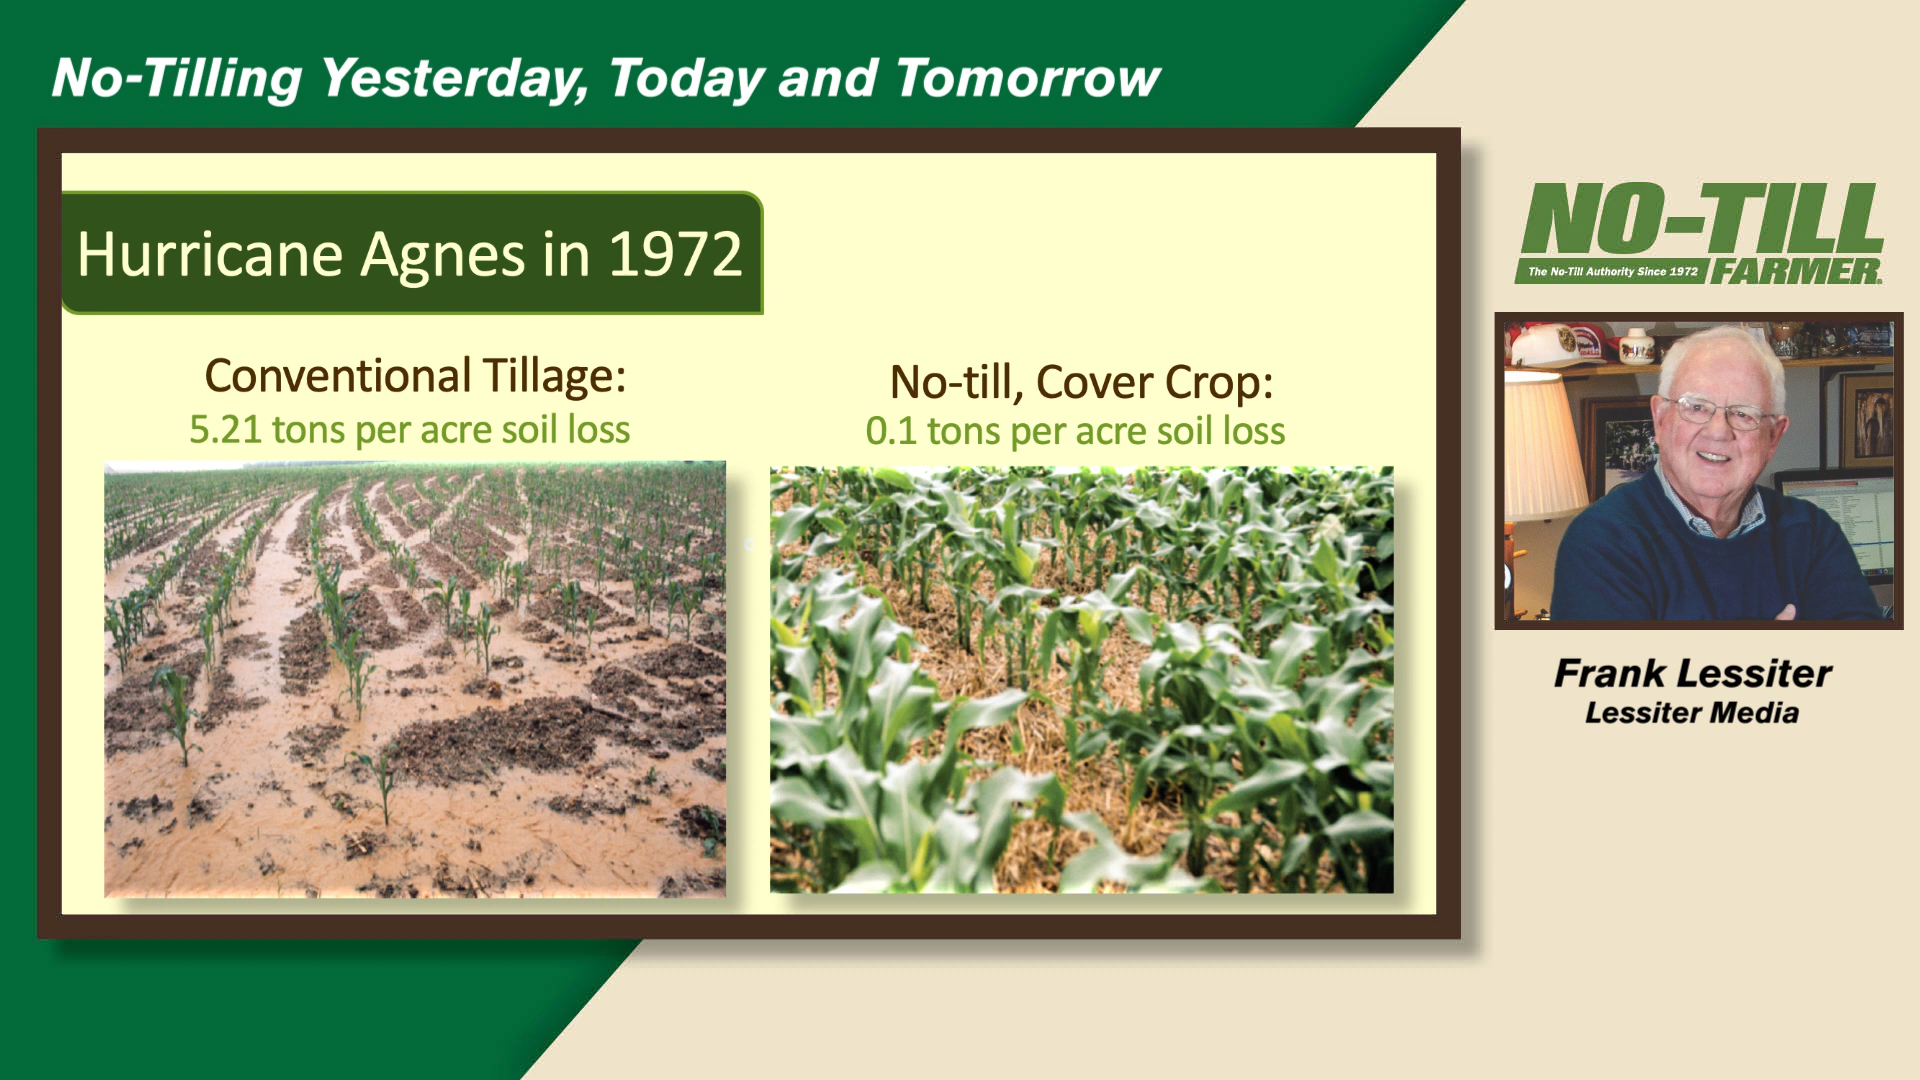 No-Tilling Yesterday, Today and Tomorrow
Hurricane Agnes in 1972
Conventional Tillage:
5.21 tons per acre soil loss
No-till, Cover Crop:
0.1 tons per acre soil loss
NO-TILL
The No-Till Authority Since 1972 FARMER®
Frank Lessiter
Lessiter Media